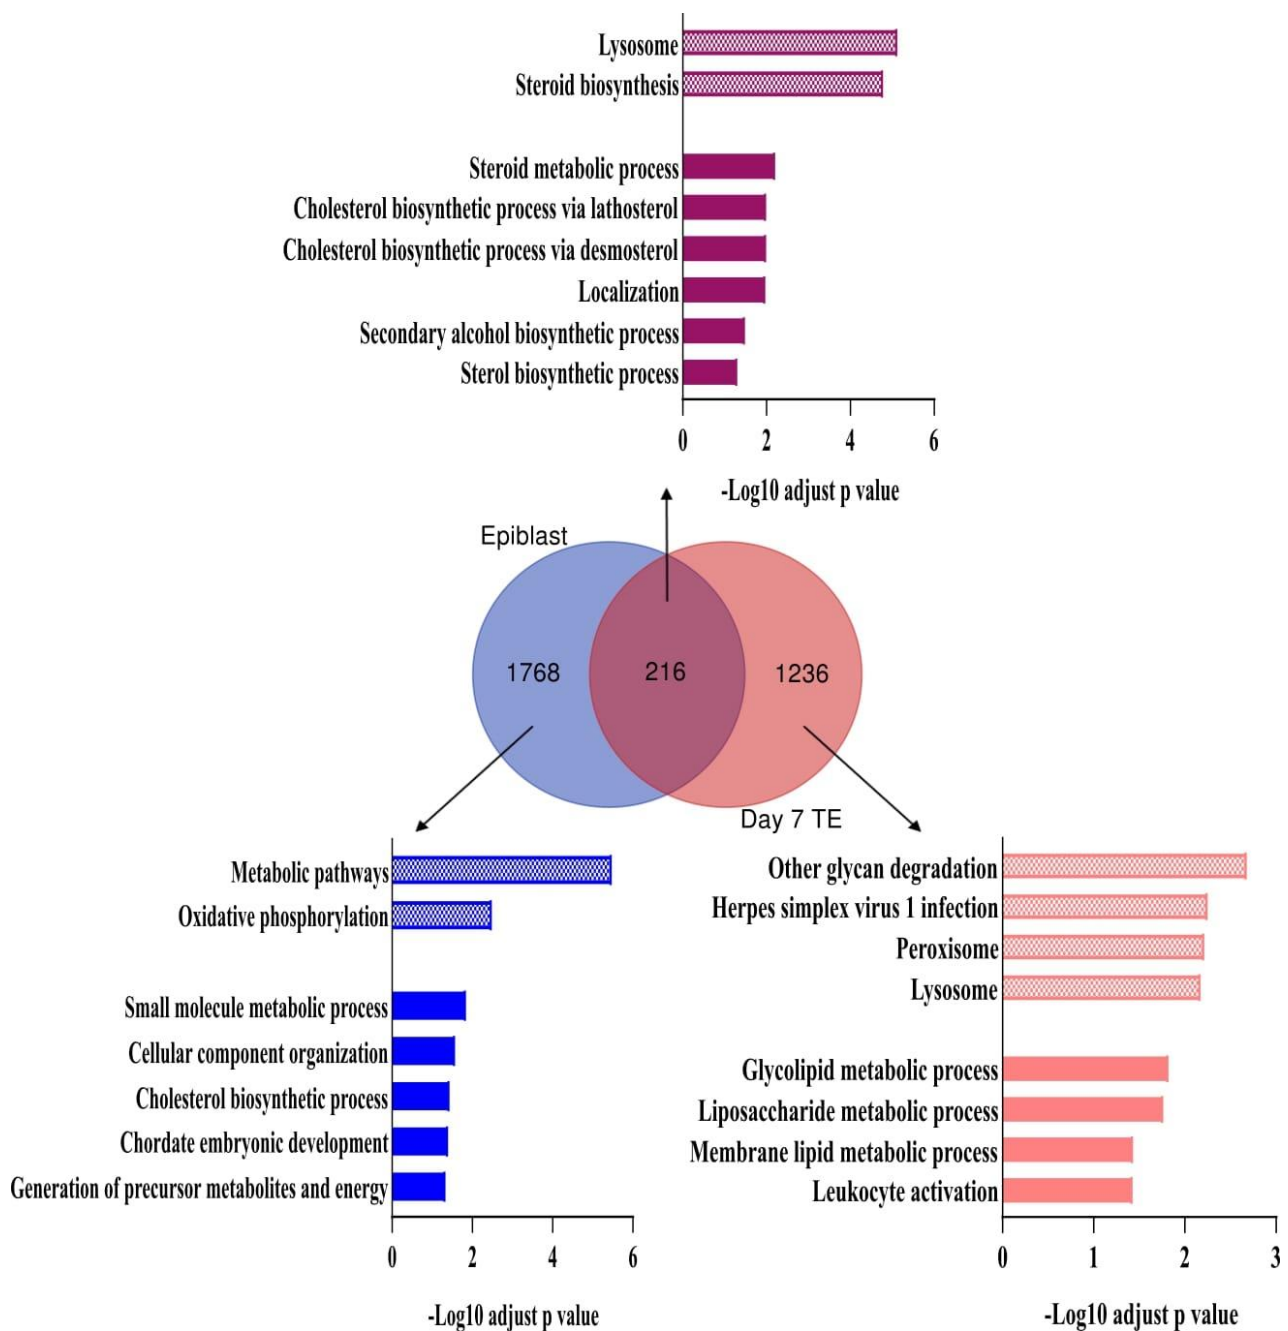 Lysosome
Steroid biosynthesis
Steroid metabolic process
Cholesterol biosynthetic process via lathosterol
Cholesterol biosynthetic process via desmosterol
Localization
Secondary alcohol biosynthetic process
Sterol biosynthetic process
0 2 4 6
-Log10 adjust p value
Epiblast
1768 216 1236
Day 7 TE
Metabolic pathways
Oxidative phosphorylation
Small molecule metabolic process
Cellular component organization
Cholesterol biosynthetic process
Chordate embryonic development
Generation of precursor metabolites and energy
0 2 4 6
-Log10 adjust p value
Other glycan degradation
Herpes simplex virus 1 infection
Peroxisome
Lysosome
Glycolipid metabolic process
Liposaccharide metabolic process
Membrane lipid metabolic process
Leukocyte activation
0 1 2 3
-Log10 adjust p value